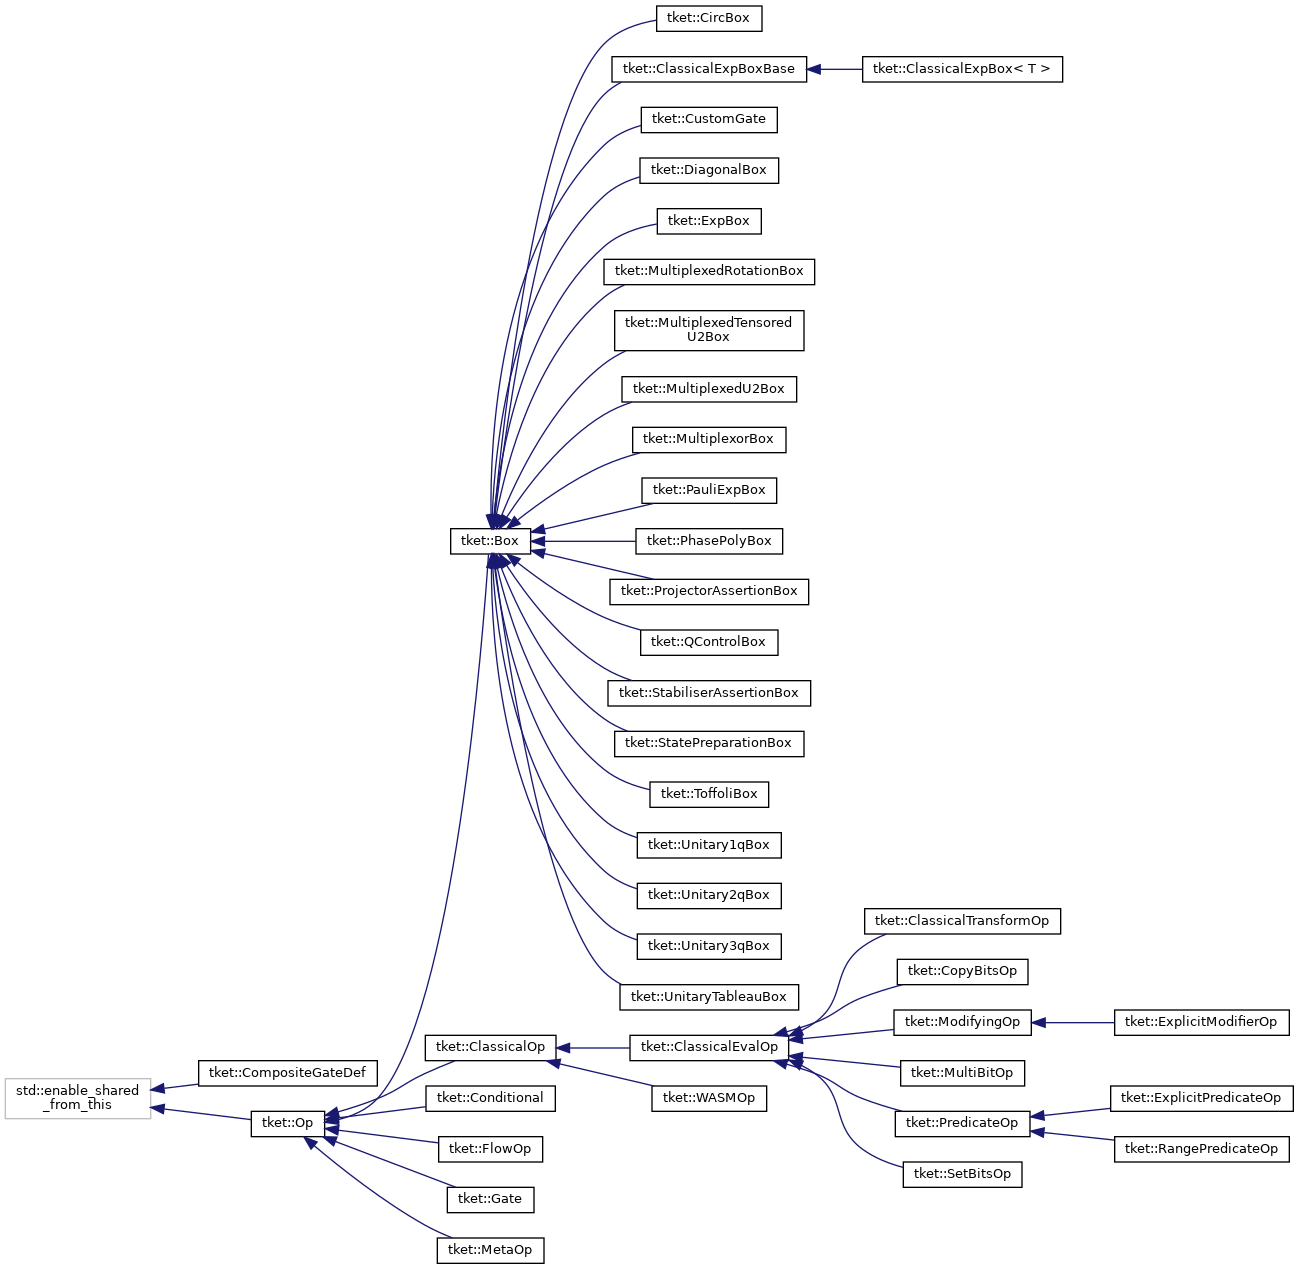 tket::CircBox
tket::ClassicalExpBoxBase
tket::ClassicalExpBox< T >
tket::CustomGate
tket::DiagonalBox
tket::ExpBox
tket::MultiplexedRotationBox
tket::MultiplexedTensored
U2Box
tket::MultiplexedU2Box
tket::MultiplexorBox
tket::PauliExpBox
tket::Box
tket::PhasePolyBox
tket::ProjectorAssertionBox
tket::QControlBox
tket::StabiliserAssertionBox
tket::StatePreparationBox
tket::ToffoliBox
tket::Unitary1qBox
tket::Unitary2qBox
tket::ClassicalTransformOp
tket::Unitary3qBox
tket::CopyBitsOp
tket::UnitaryTableauBox
tket::ModifyingOp
tket::ExplicitModifierOp
tket::ClassicalOp
tket::ClassicalEvalOp
tket::CompositeGateDef
tket::MultiBitOp
std::enable_shared
_from_this
tket::Conditional
tket::WASMOp
tket::ExplicitPredicateOp
tket::Op
tket::PredicateOp
tket::FlowOp
tket::RangePredicateOp
tket::SetBitsOp
tket::Gate
tket::MetaOp